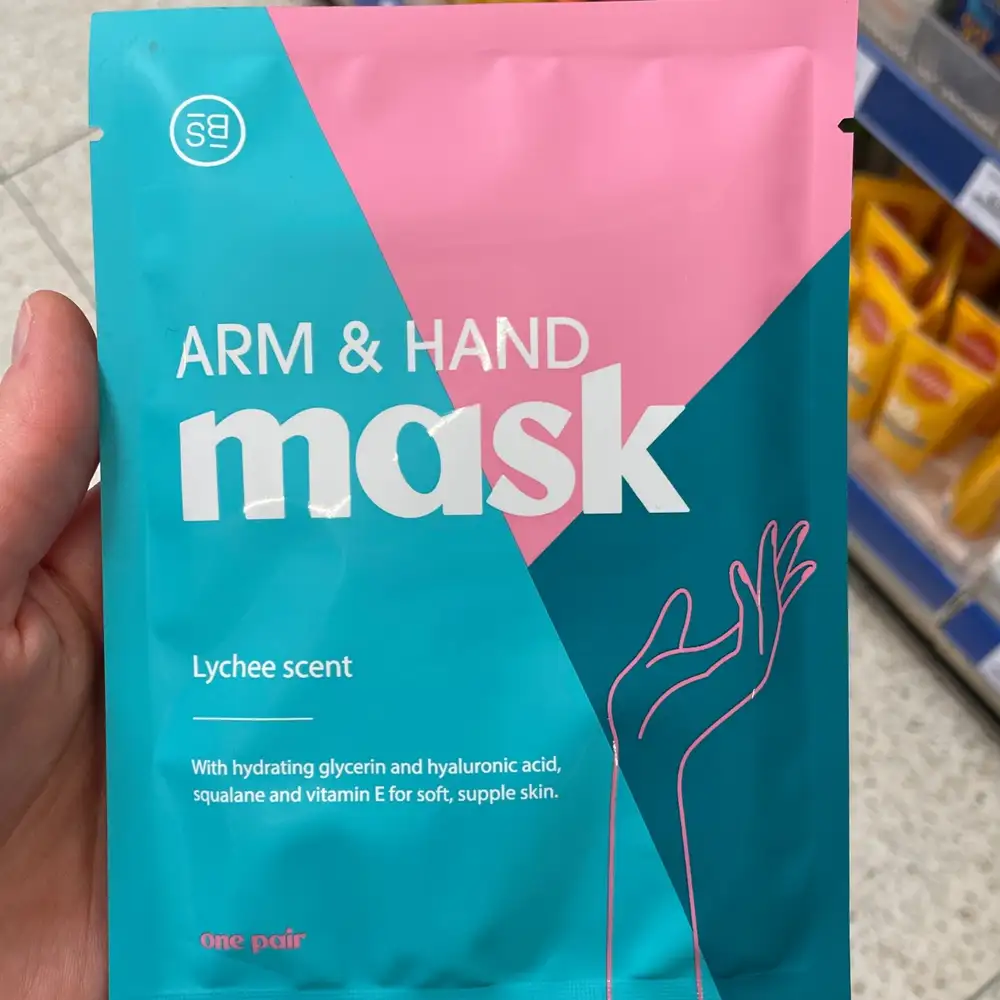 BS
ARM & HAND
mask
Lychee scent
With hydrating glycerin and hyaluronic acid,
squalane and vitamin E for soft, supple skin.
one pair